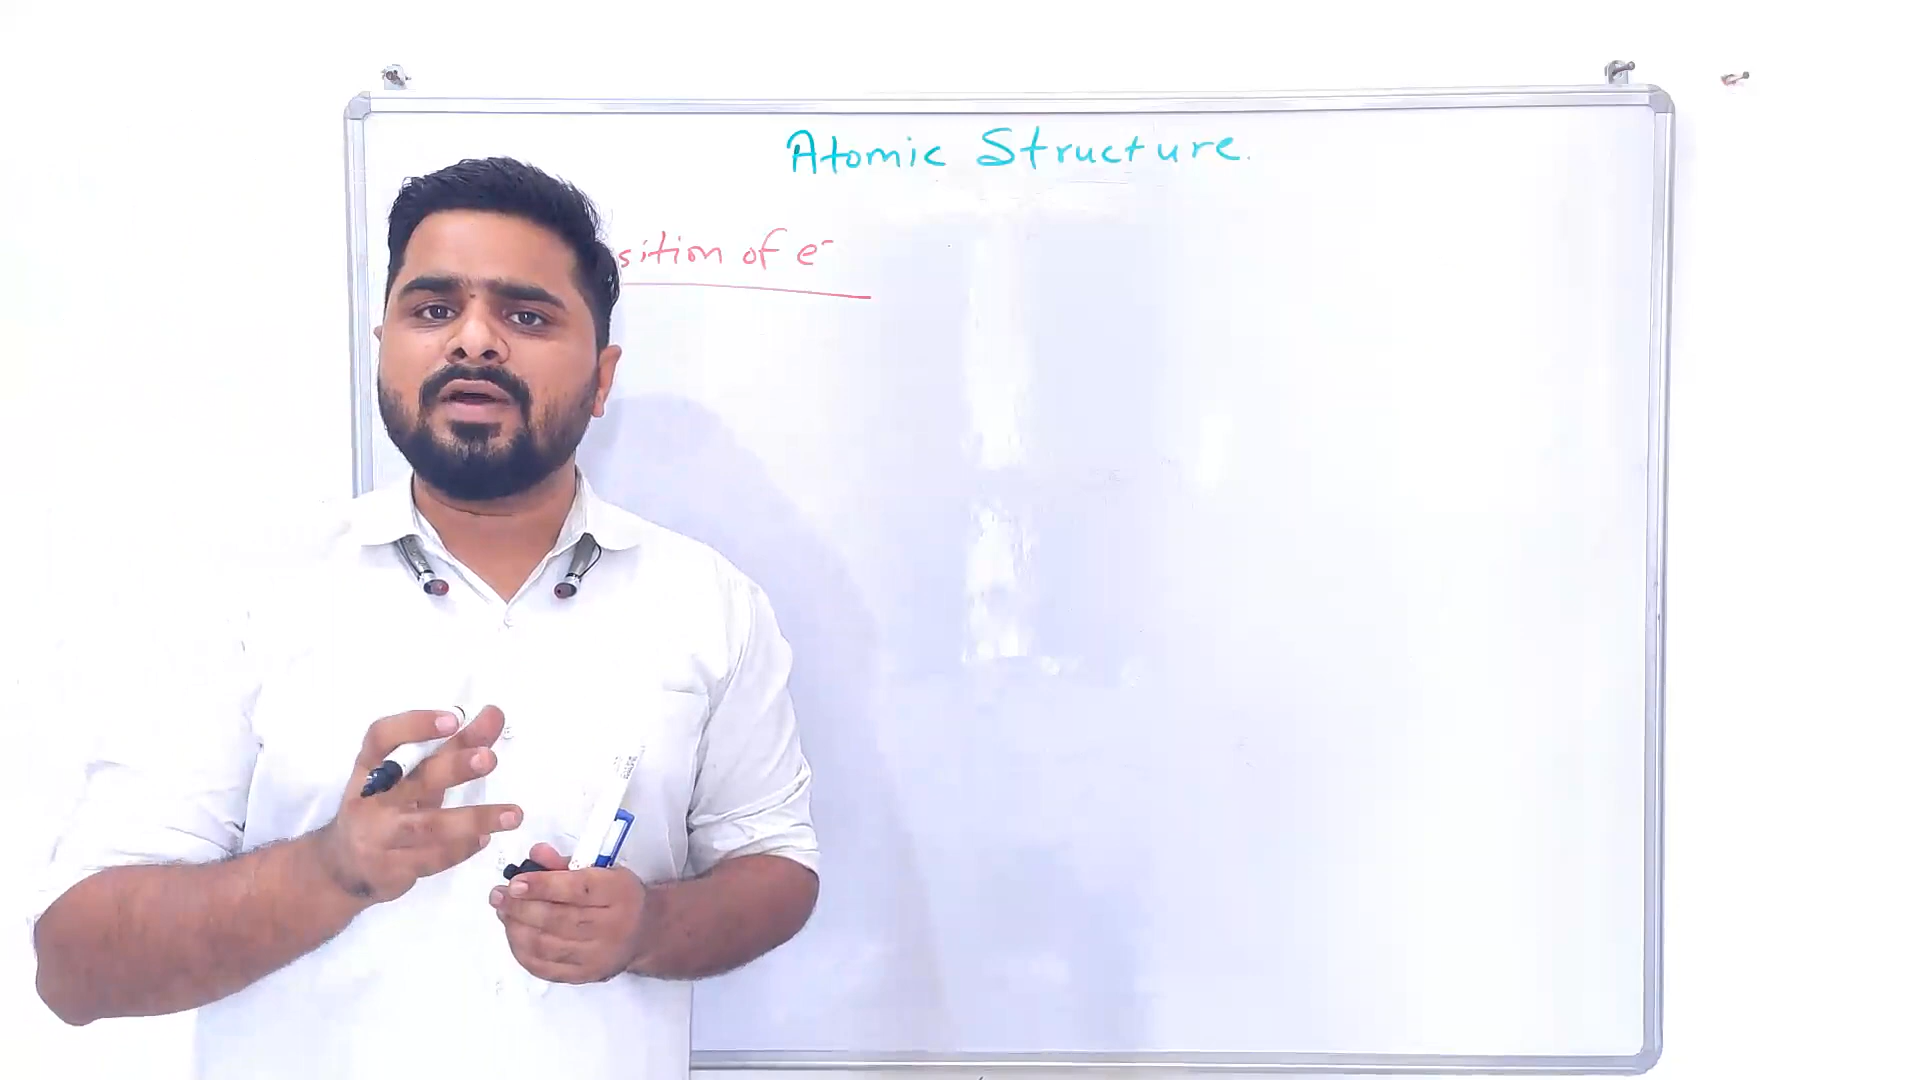 Atomic Structure.
sition of e⁻